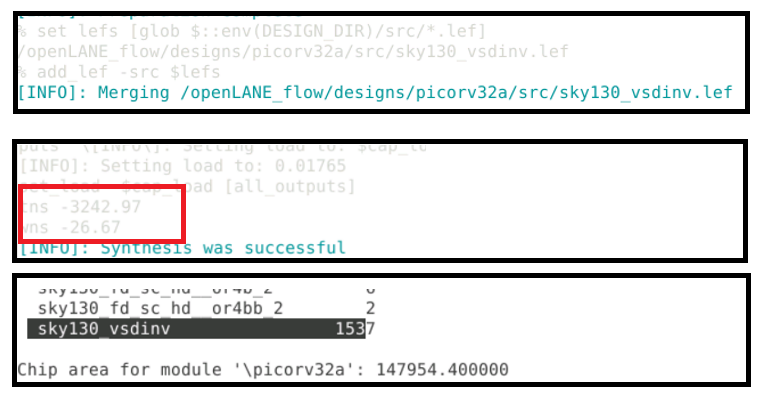 % set lefs [glob $::env(DESIGN_DIR)/src/*.lef]
/openLANE_flow/designs/picorv32a/src/sky130_vsdinv.lef
% add_lef -src $lefs
[INFO]: Merging /openLANE_flow/designs/picorv32a/src/sky130_vsdinv.lef
puts "\[INFO\]: Setting load to: $cap_lo
[INFO]: Setting load to: 0.01765
set_load $cap_load [all_outputs]
tns -3242.97
wns -26.67
[INFO]: Synthesis was successful
sky130_fd_sc_hd__or4b_2 6
sky130_fd_sc_hd__or4bb_2 2
sky130_vsdinv 1537
Chip area for module '\picorv32a': 147954.400000